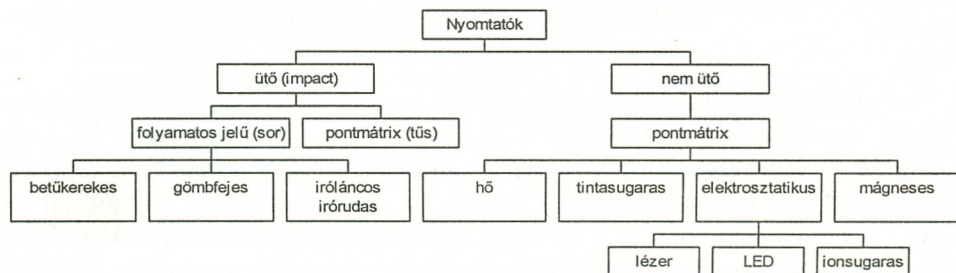 Nyomtatók
ütő (impact)
nem ütő
folyamatos jelű (sor)
pontmátrix (tűs)
pontmátrix
betűkerekes
gömbfejes
íróláncos
írórudas
hő
tintasugaras
elektrosztatikus
mágneses
lézer
LED
ionsugaras